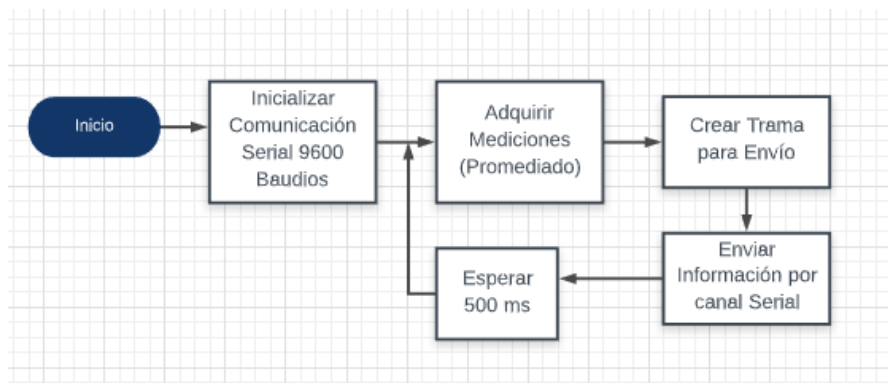 Inicio
Inicializar
Comunicación
Serial 9600
Baudios
Adquirir
Mediciones
(Promediado)
Crear Trama
para Envío
Enviar
Información por
canal Serial
Esperar
500 ms